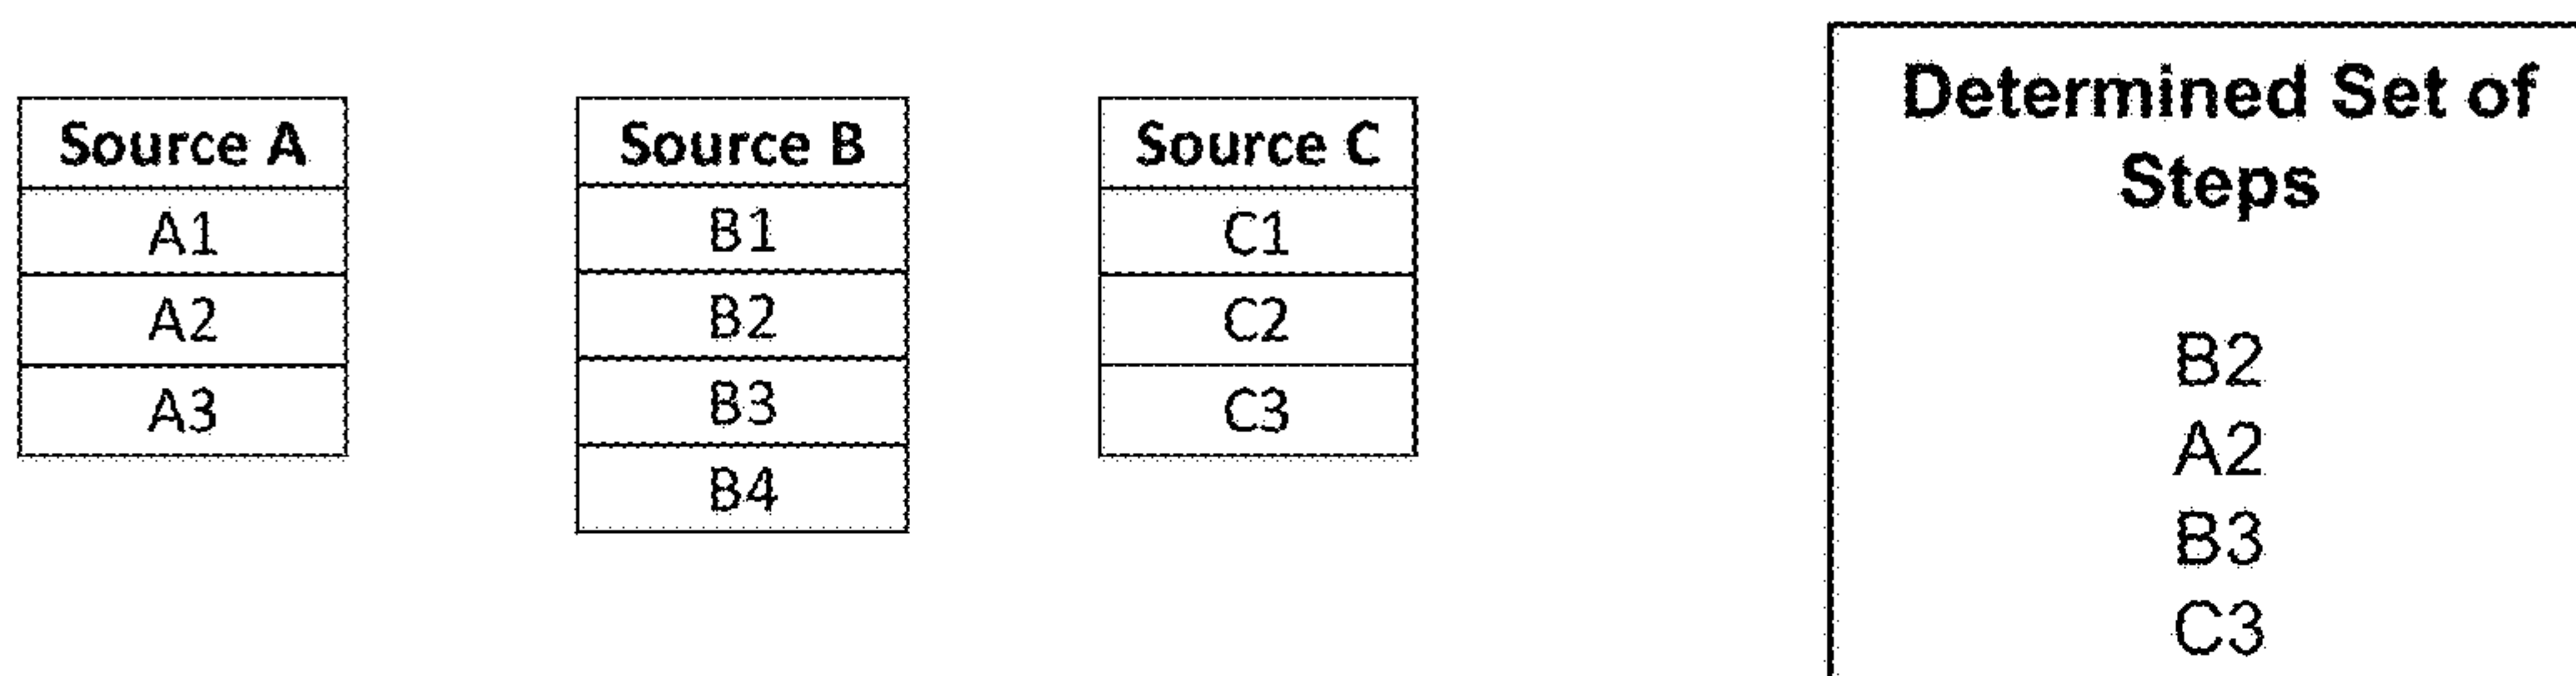 Source A
A1
A2
A3
Source B
B1
B2
B3
B4
Source C
C1
C2
C3
Determined Set of
Steps
B2
A2
B3
C3